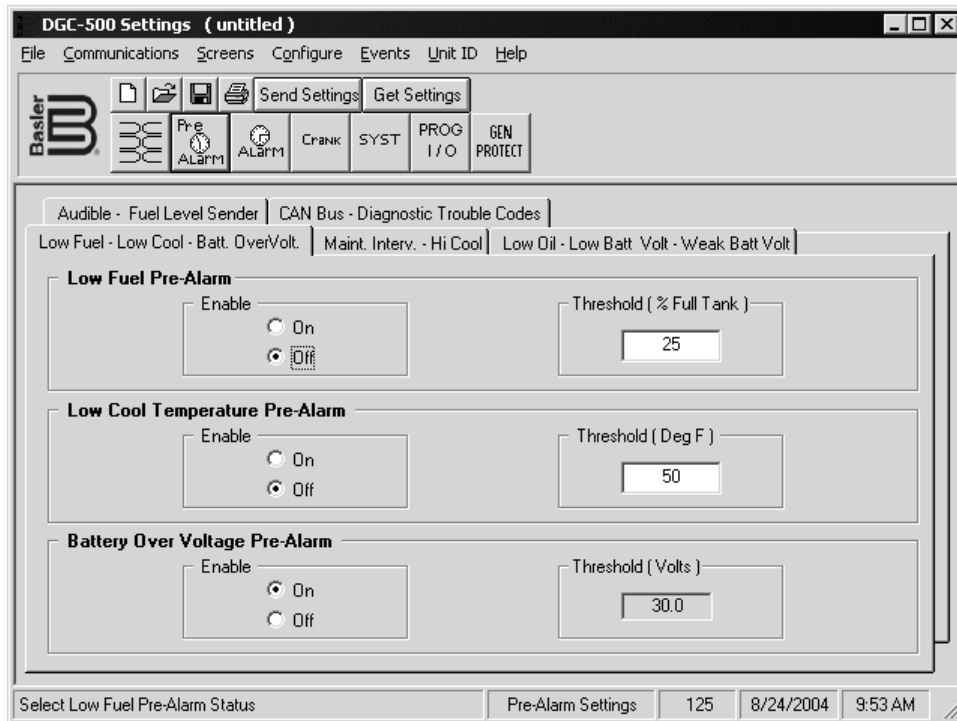 DGC-500 Settings ( untitled )
File Communications Screens Configure Events Unit ID Help
Basler
Send Settings Get Settings
Pre ALarm
ALarm
Crank
SYST
PROG I/O
GEN PROTECT
Audible - Fuel Level Sender
CAN Bus - Diagnostic Trouble Codes
Low Fuel - Low Cool - Batt. OverVolt.
Maint. Interv. - Hi Cool
Low Oil - Low Batt Volt - Weak Batt Volt
Low Fuel Pre-Alarm
Enable
On
Off
Threshold ( % Full Tank )
25
Low Cool Temperature Pre-Alarm
Enable
On
Off
Threshold ( Deg F )
50
Battery Over Voltage Pre-Alarm
Enable
On
Off
Threshold ( Volts )
30.0
Select Low Fuel Pre-Alarm Status
Pre-Alarm Settings
125
8/24/2004
9:53 AM